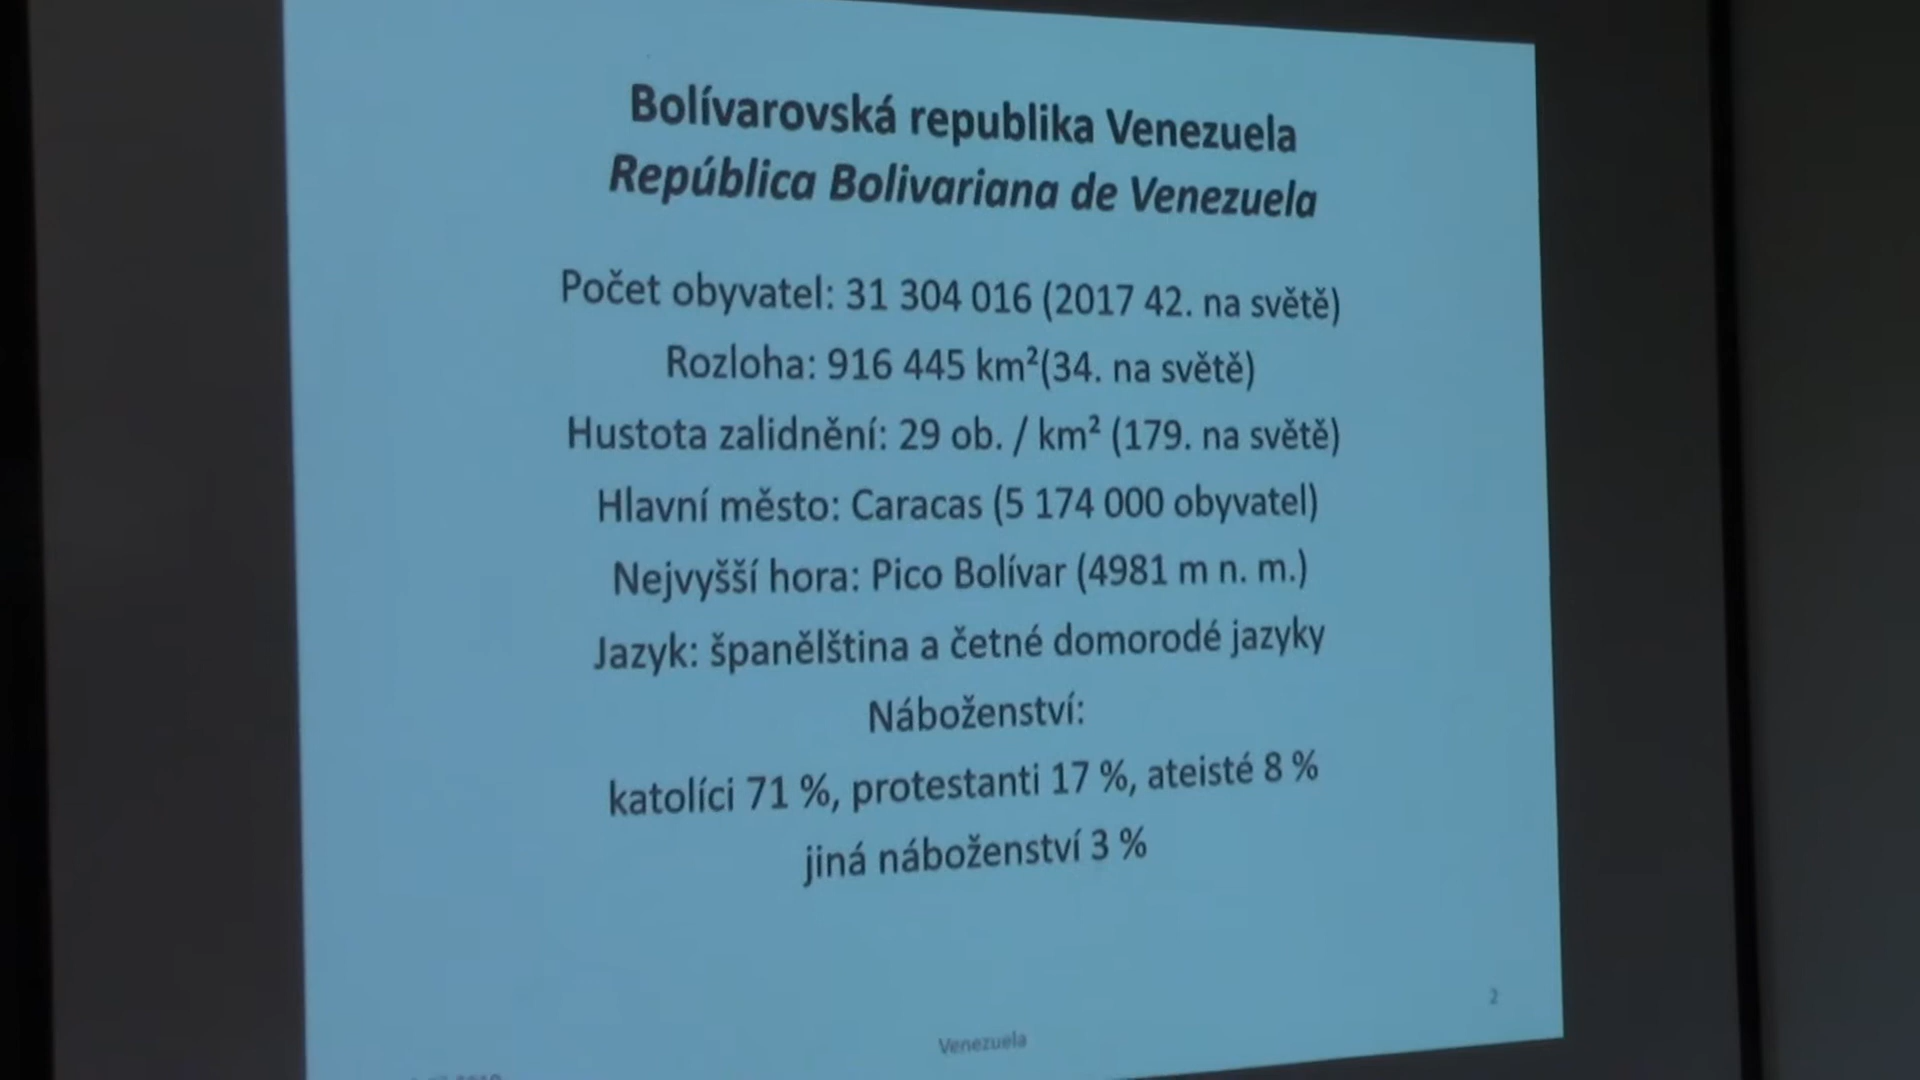 Bolívarovská republika Venezuela
República Bolivariana de Venezuela
Počet obyvatel: 31 304 016 (2017 42. na světě)
Rozloha: 916 445 km²(34. na světě)
Hustota zalidnění: 29 ob. / km² (179. na světě)
Hlavní město: Caracas (5 174 000 obyvatel)
Nejvyšší hora: Pico Bolívar (4981 m n. m.)
Jazyk: španělština a četné domorodé jazyky
Náboženství:
katolíci 71 %, protestanti 17 %, ateisté 8 %
jiná náboženství 3 %
2
Venezuela